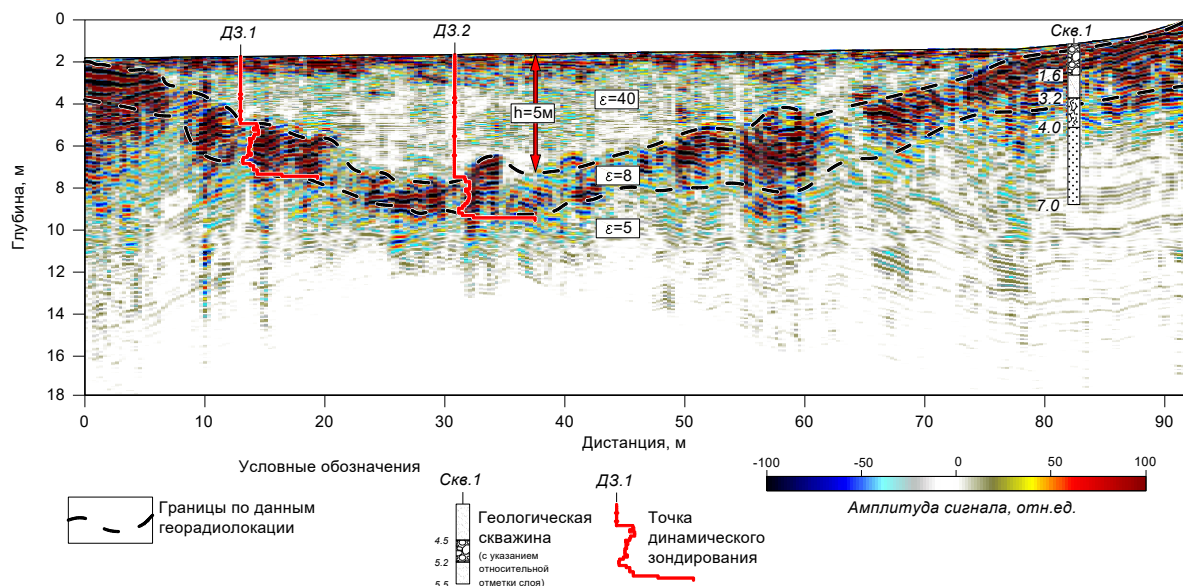 ДЗ.1
ДЗ.2
Скв.1
0
2
4
6
8
10
12
14
16
18
Глубина, м
ε=40
h=5м
ε=8
ε=5
1.6
3.2
4.0
7.0
0 10 20 30 40 50 60 70 80 90
Дистанция, м
Условные обозначения
Границы по данным
георадиолокации
Скв.1
4.5
5.2
5.5
Геологическая
скважина
(с указанием
относительной
отметки слоя)
ДЗ.1
Точка
динамического
зондирования
-100 -50 0 50 100
Амплитуда сигнала, отн.ед.